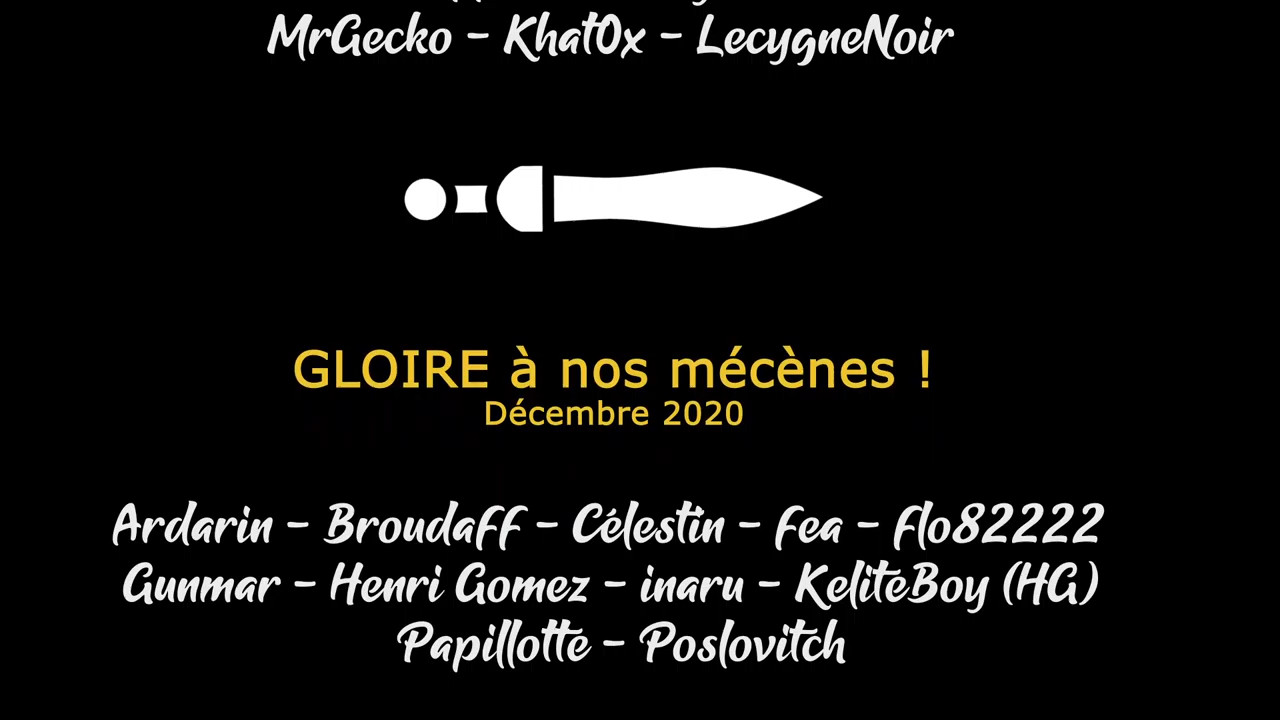 MrGecko - Khat0x - LecygneNoir
GLOIRE à nos mécènes !
Décembre 2020
Ardarin - Broudaff - Célestin - Fea - Flo82222
Gunmar - Henri Gomez - inaru - KeliteBoy (HG)
Papillotte - Poslovitch